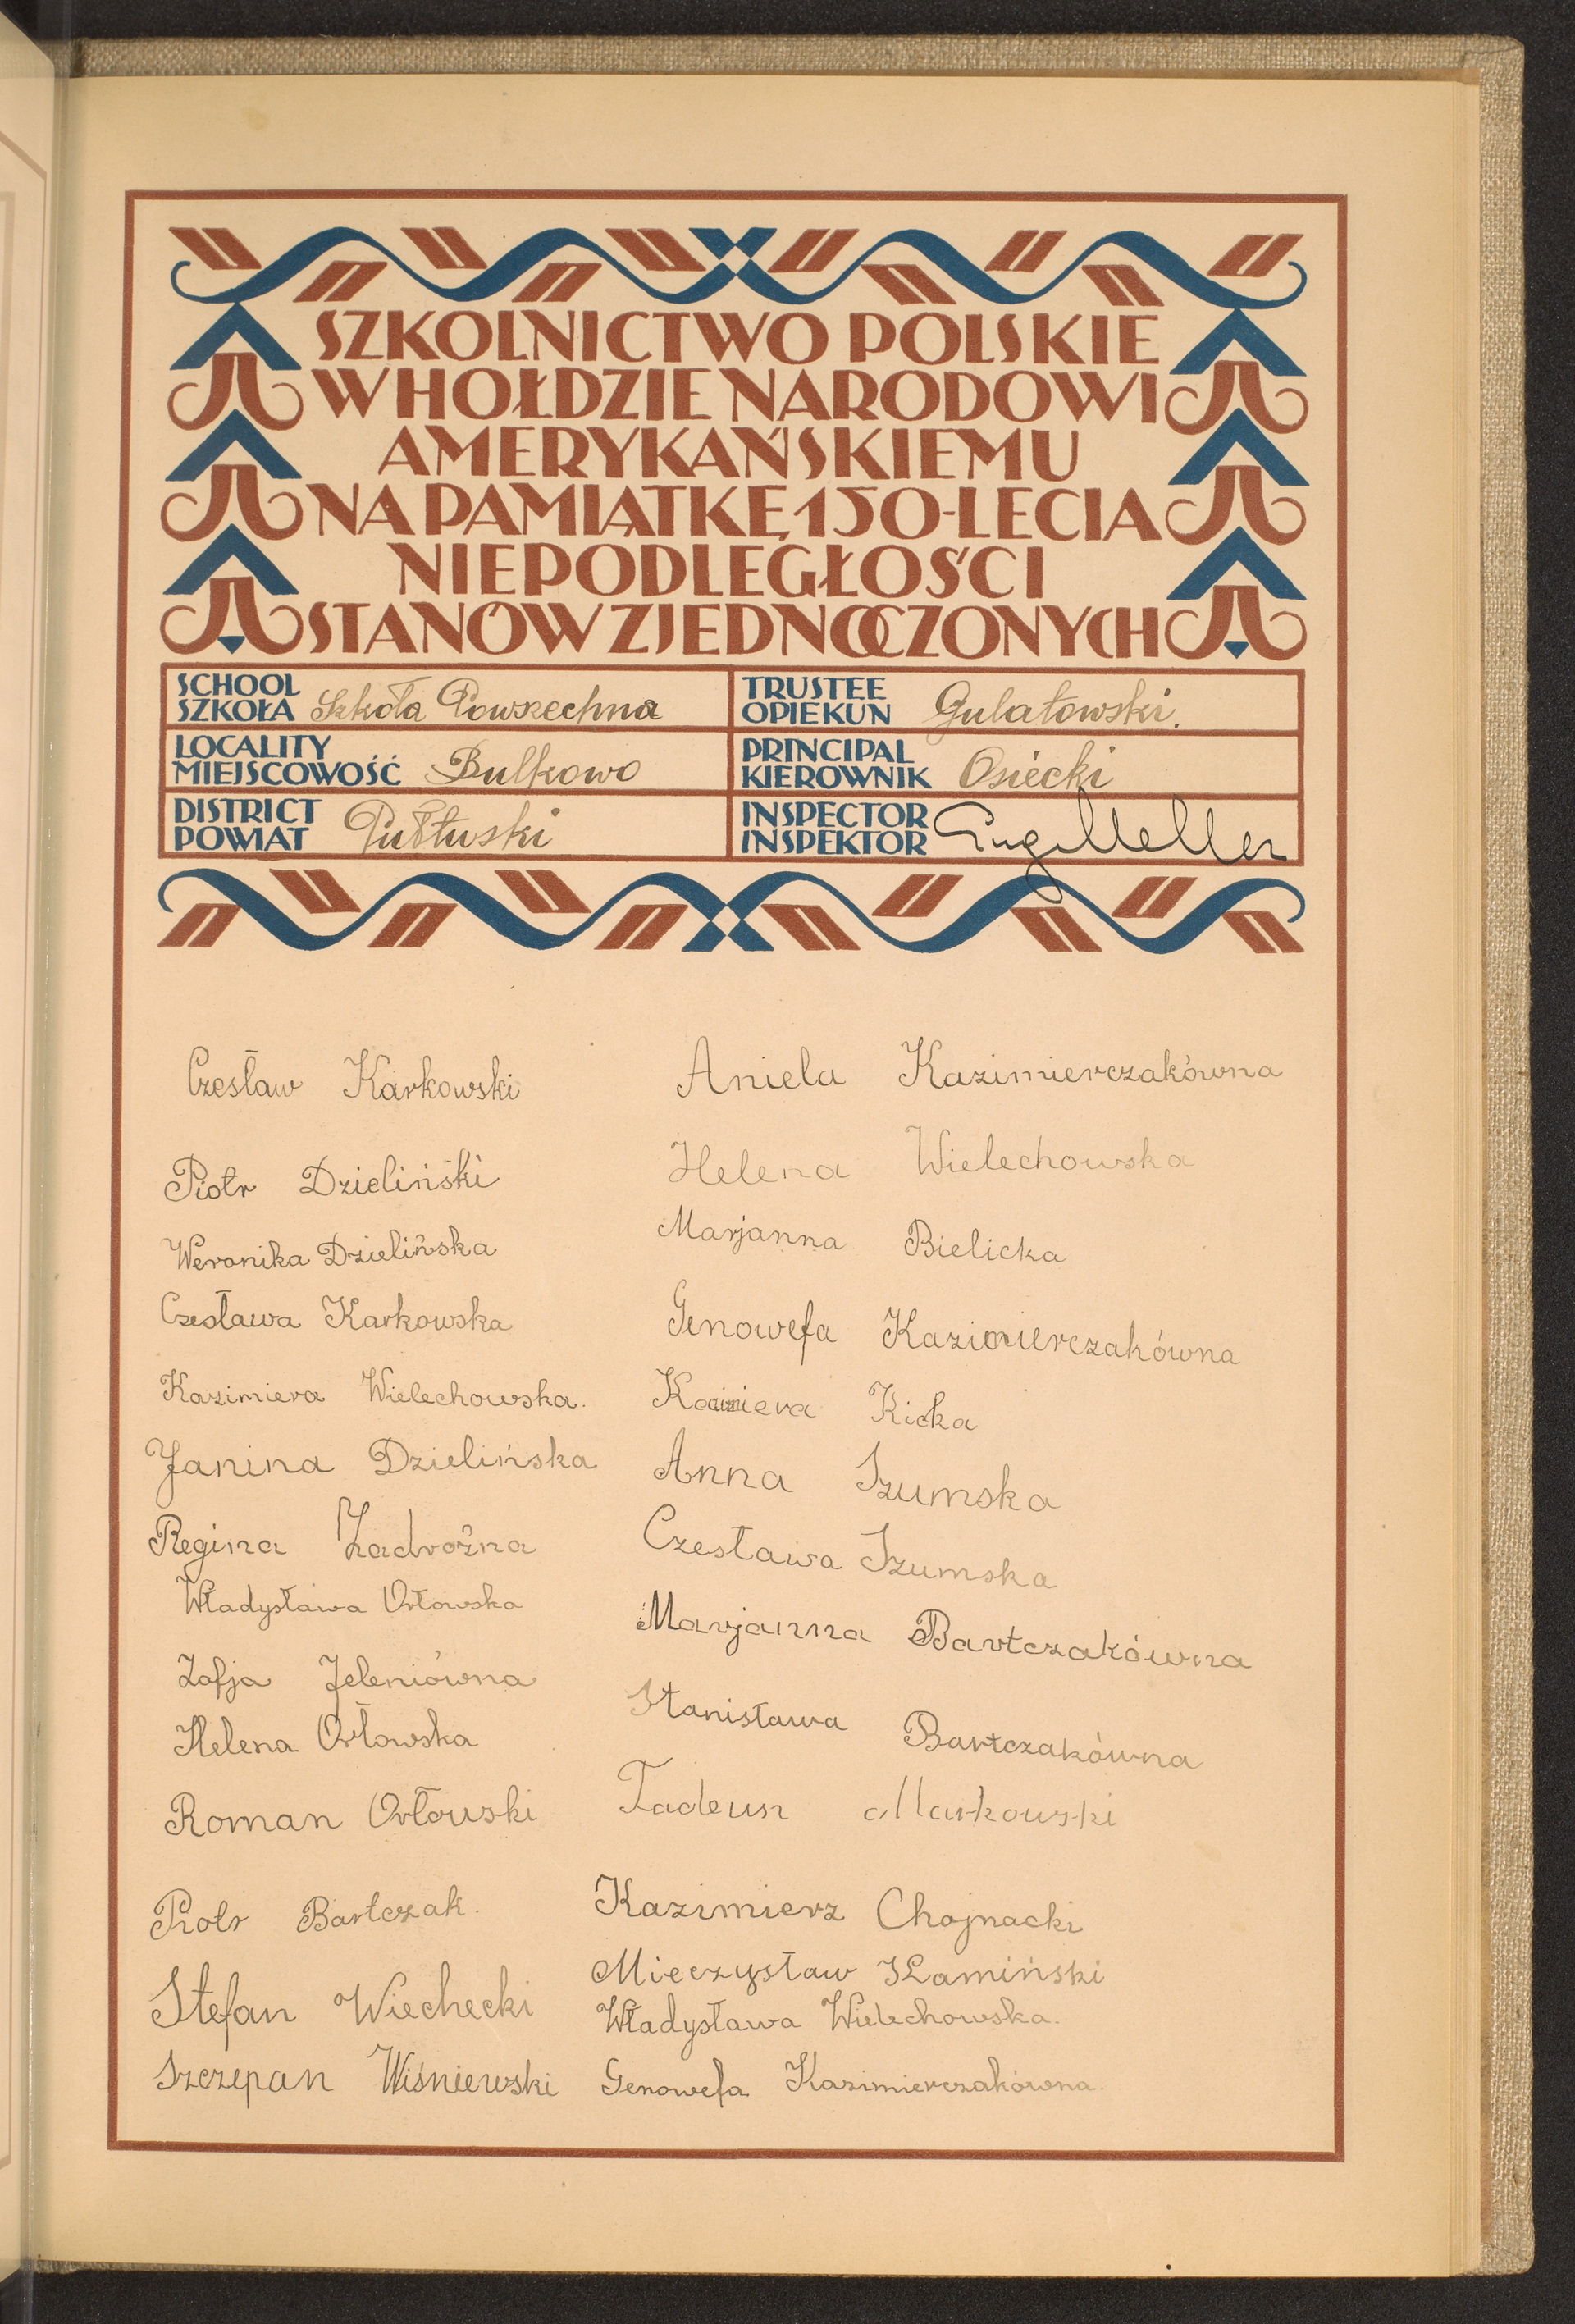 SZKOLNICTWO POLSKIE
W HOŁDZIE NARODOWI
AMERYKAŃSKIEMU
NA PAMIĄTKĘ 150-LECIA
NIEPODLEGŁOŚCI
STANÓW ZJEDNOCZONYCH
SCHOOL
SZKOŁA Szkoła Powszechna
TRUSTEE
OPIEKUN Gulatowski.
LOCALITY
MIEJSCOWOŚĆ Bulkowo
PRINCIPAL
KIEROWNIK Osiecki
DISTRICT
POWIAT Pułtuski
INSPECTOR
INSPEKTOR
Czesław Karkowski
Piotr Dzieliński
Weronika Dzielińska
Czesława Karkowska
Kazimiera Wielechowska.
Janina Dzielińska
Regina Zadrożna
Władysława Orłowska
Zofja Jeleniówna
Helena Orłowska
Roman Orłowski
Piotr Bartczak.
Stefan Wiechecki
Szczepan Wiśniewski
Aniela Kazimierczakówna
Helena Wielechowska
Marjanna Bielicka
Genowefa Kazimierczakówna
Kicka
Anna Szumska
Czesława Szumska
Marjanna Bartczakówna
Stanisława Bartczakówna
Tadeusz Markowski
Kazimierz Chojnacki
Mieczysław Kamiński
Władysława Wielechowska.
Genowefa Kazimierczakówna.